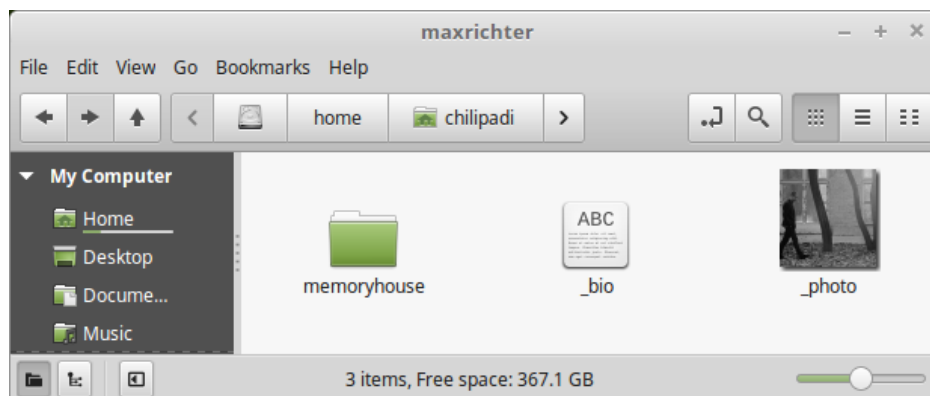 maxrichter
File Edit View Go Bookmarks Help
home chilipadi
My Computer
Home
Desktop
Docume...
Music
ABC
memoryhouse _bio _photo
3 items, Free space: 367.1 GB